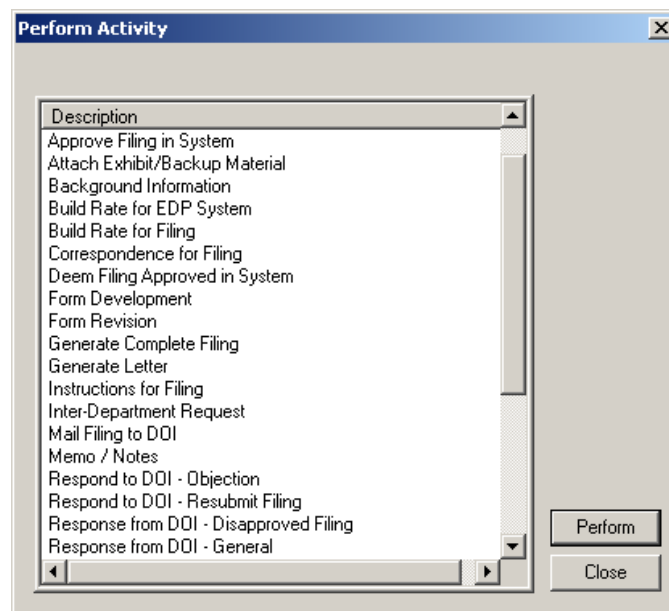 Perform Activity
Description
Approve Filing in System
Attach Exhibit/Backup Material
Background Information
Build Rate for EDP System
Build Rate for Filing
Correspondence for Filing
Deem Filing Approved in System
Form Development
Form Revision
Generate Complete Filing
Generate Letter
Instructions for Filing
Inter-Department Request
Mail Filing to DOI
Memo / Notes
Respond to DOI - Objection
Respond to DOI - Resubmit Filing
Response from DOI - Disapproved Filing
Response from DOI - General
Perform
Close